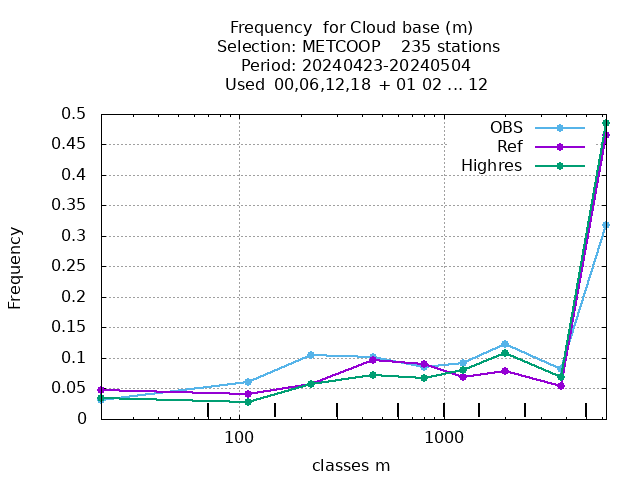 Frequency  for Cloud base (m)
Selection: METCOOP    235 stations
Period: 20240423-20240504
Used  00,06,12,18 + 01 02 ... 12
OBS
Ref
Highres
0.5
0.45
0.4
0.35
0.3
0.25
0.2
0.15
0.1
0.05
0
Frequency
100
1000
classes m